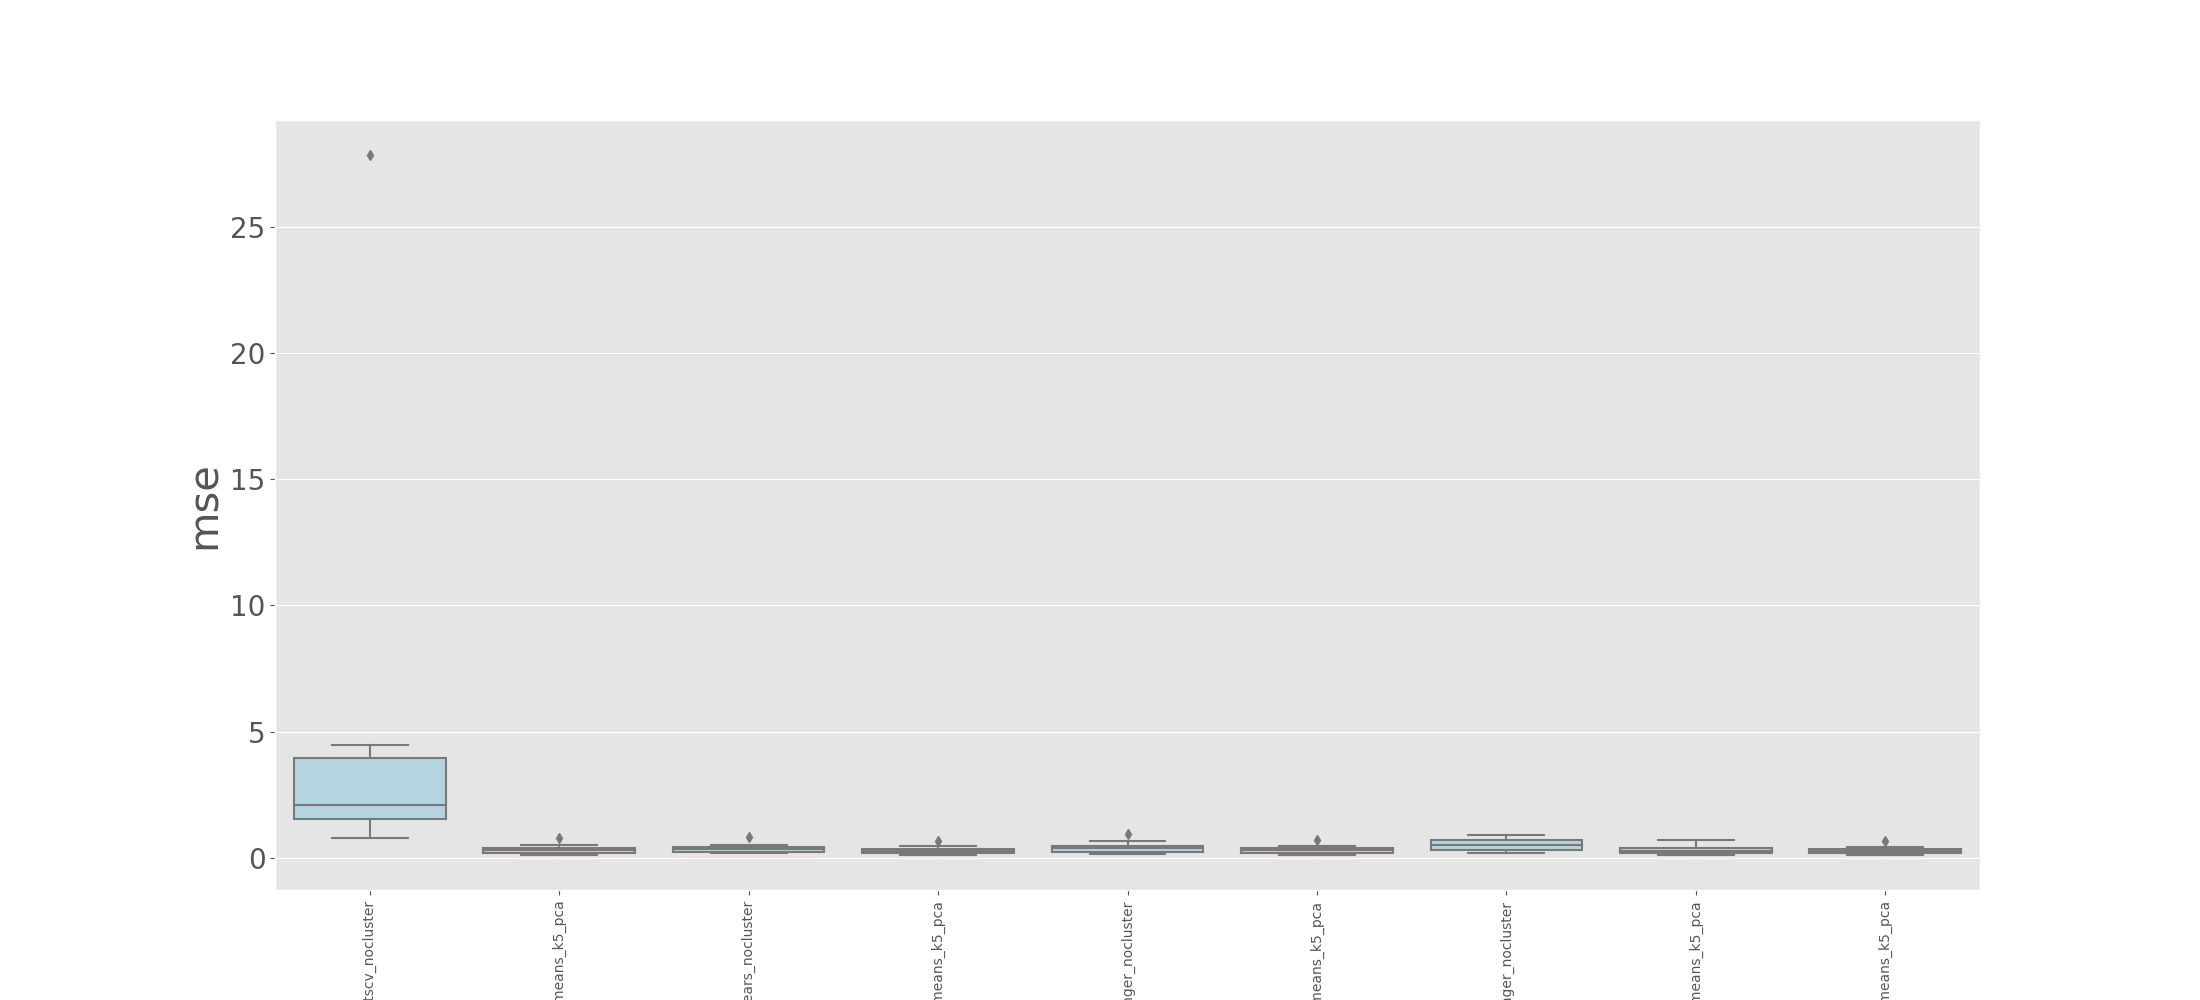 mse
25
20
15
10
5
0
tscv_nocluster
means_k5_pca
ears_nocluster
means_k5_pca
nger_nocluster
means_k5_pca
nger_nocluster
means_k5_pca
means_k5_pca